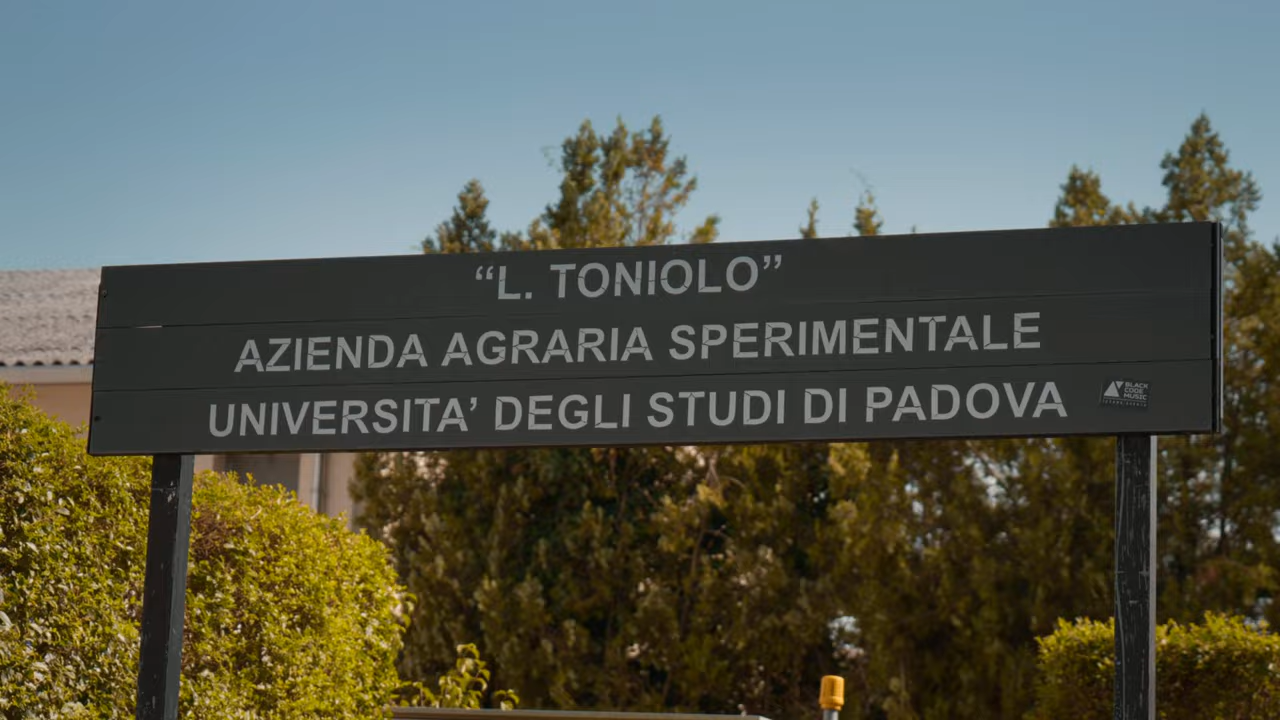 “L. TONIOLO”
AZIENDA AGRARIA SPERIMENTALE
UNIVERSITA’ DEGLI STUDI DI PADOVA
BLACK
CODE
MUSIC